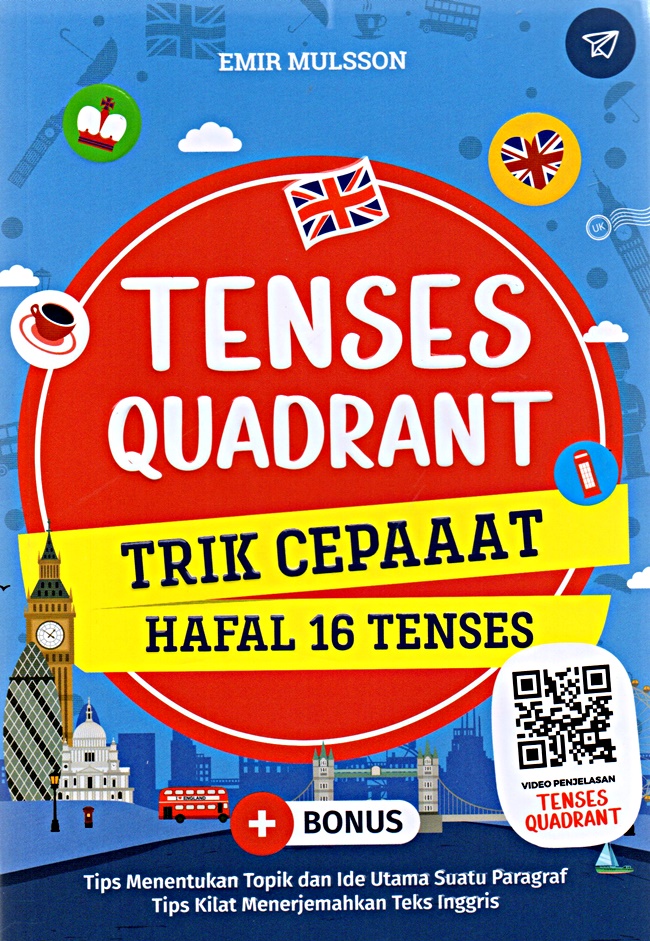 EMIR MULSSON
UK
TENSES
QUADRANT
TRIK CEPAAAT
HAFAL 16 TENSES
VIDEO PENJELASAN
TENSES
QUADRANT
+ BONUS
Tips Menentukan Topik dan Ide Utama Suatu Paragraf
Tips Kilat Menerjemahkan Teks Inggris